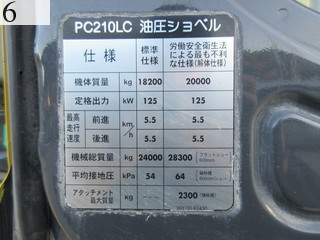 6
PC210LC 油圧ショベル
仕様 標準仕様 労働安全衛生法による最も不利な仕様(解体仕様)
機体質量 kg 18200 20000
定格出力 kW 125 125
最高走行速度 前進 km/h 5.5 5.5
後進 5.5 5.5
機械総質量 kg 24000 28300
平均接地圧 kPa 54 64
アタッチメント最大質量 kg 2300